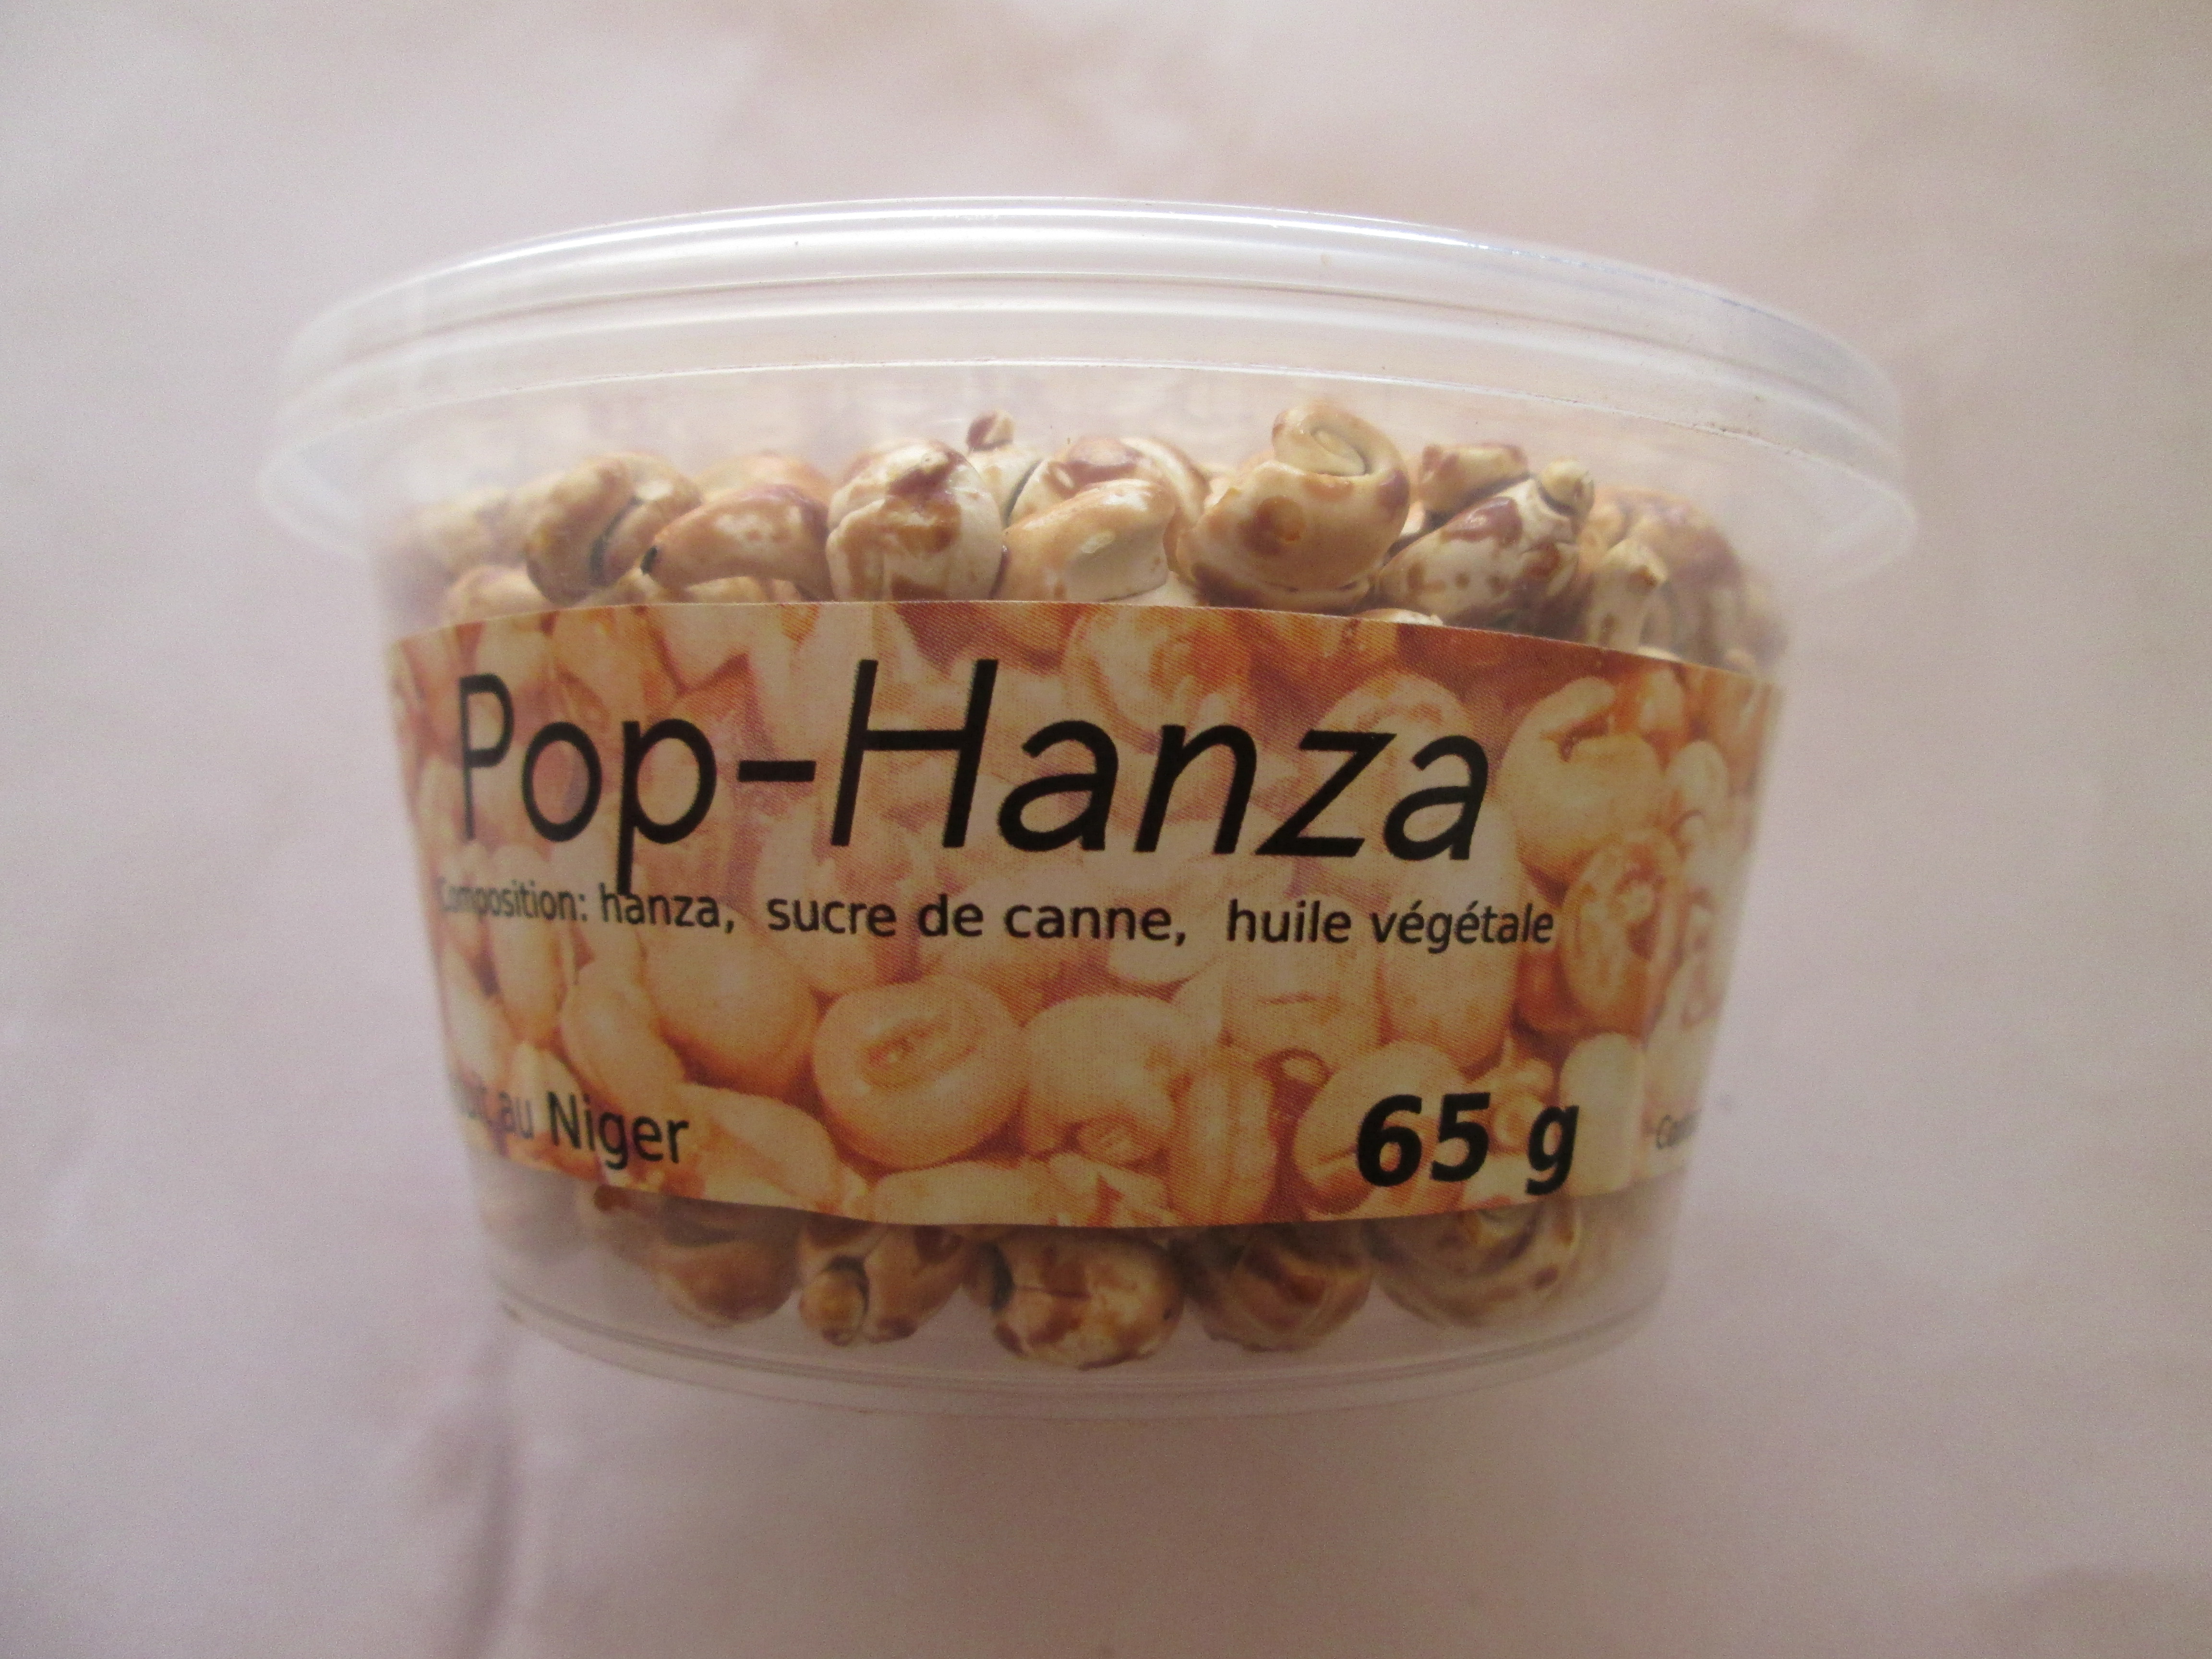 Pop-Hanza
Composition: hanza, sucre de canne, huile végétale
au Niger
65 g